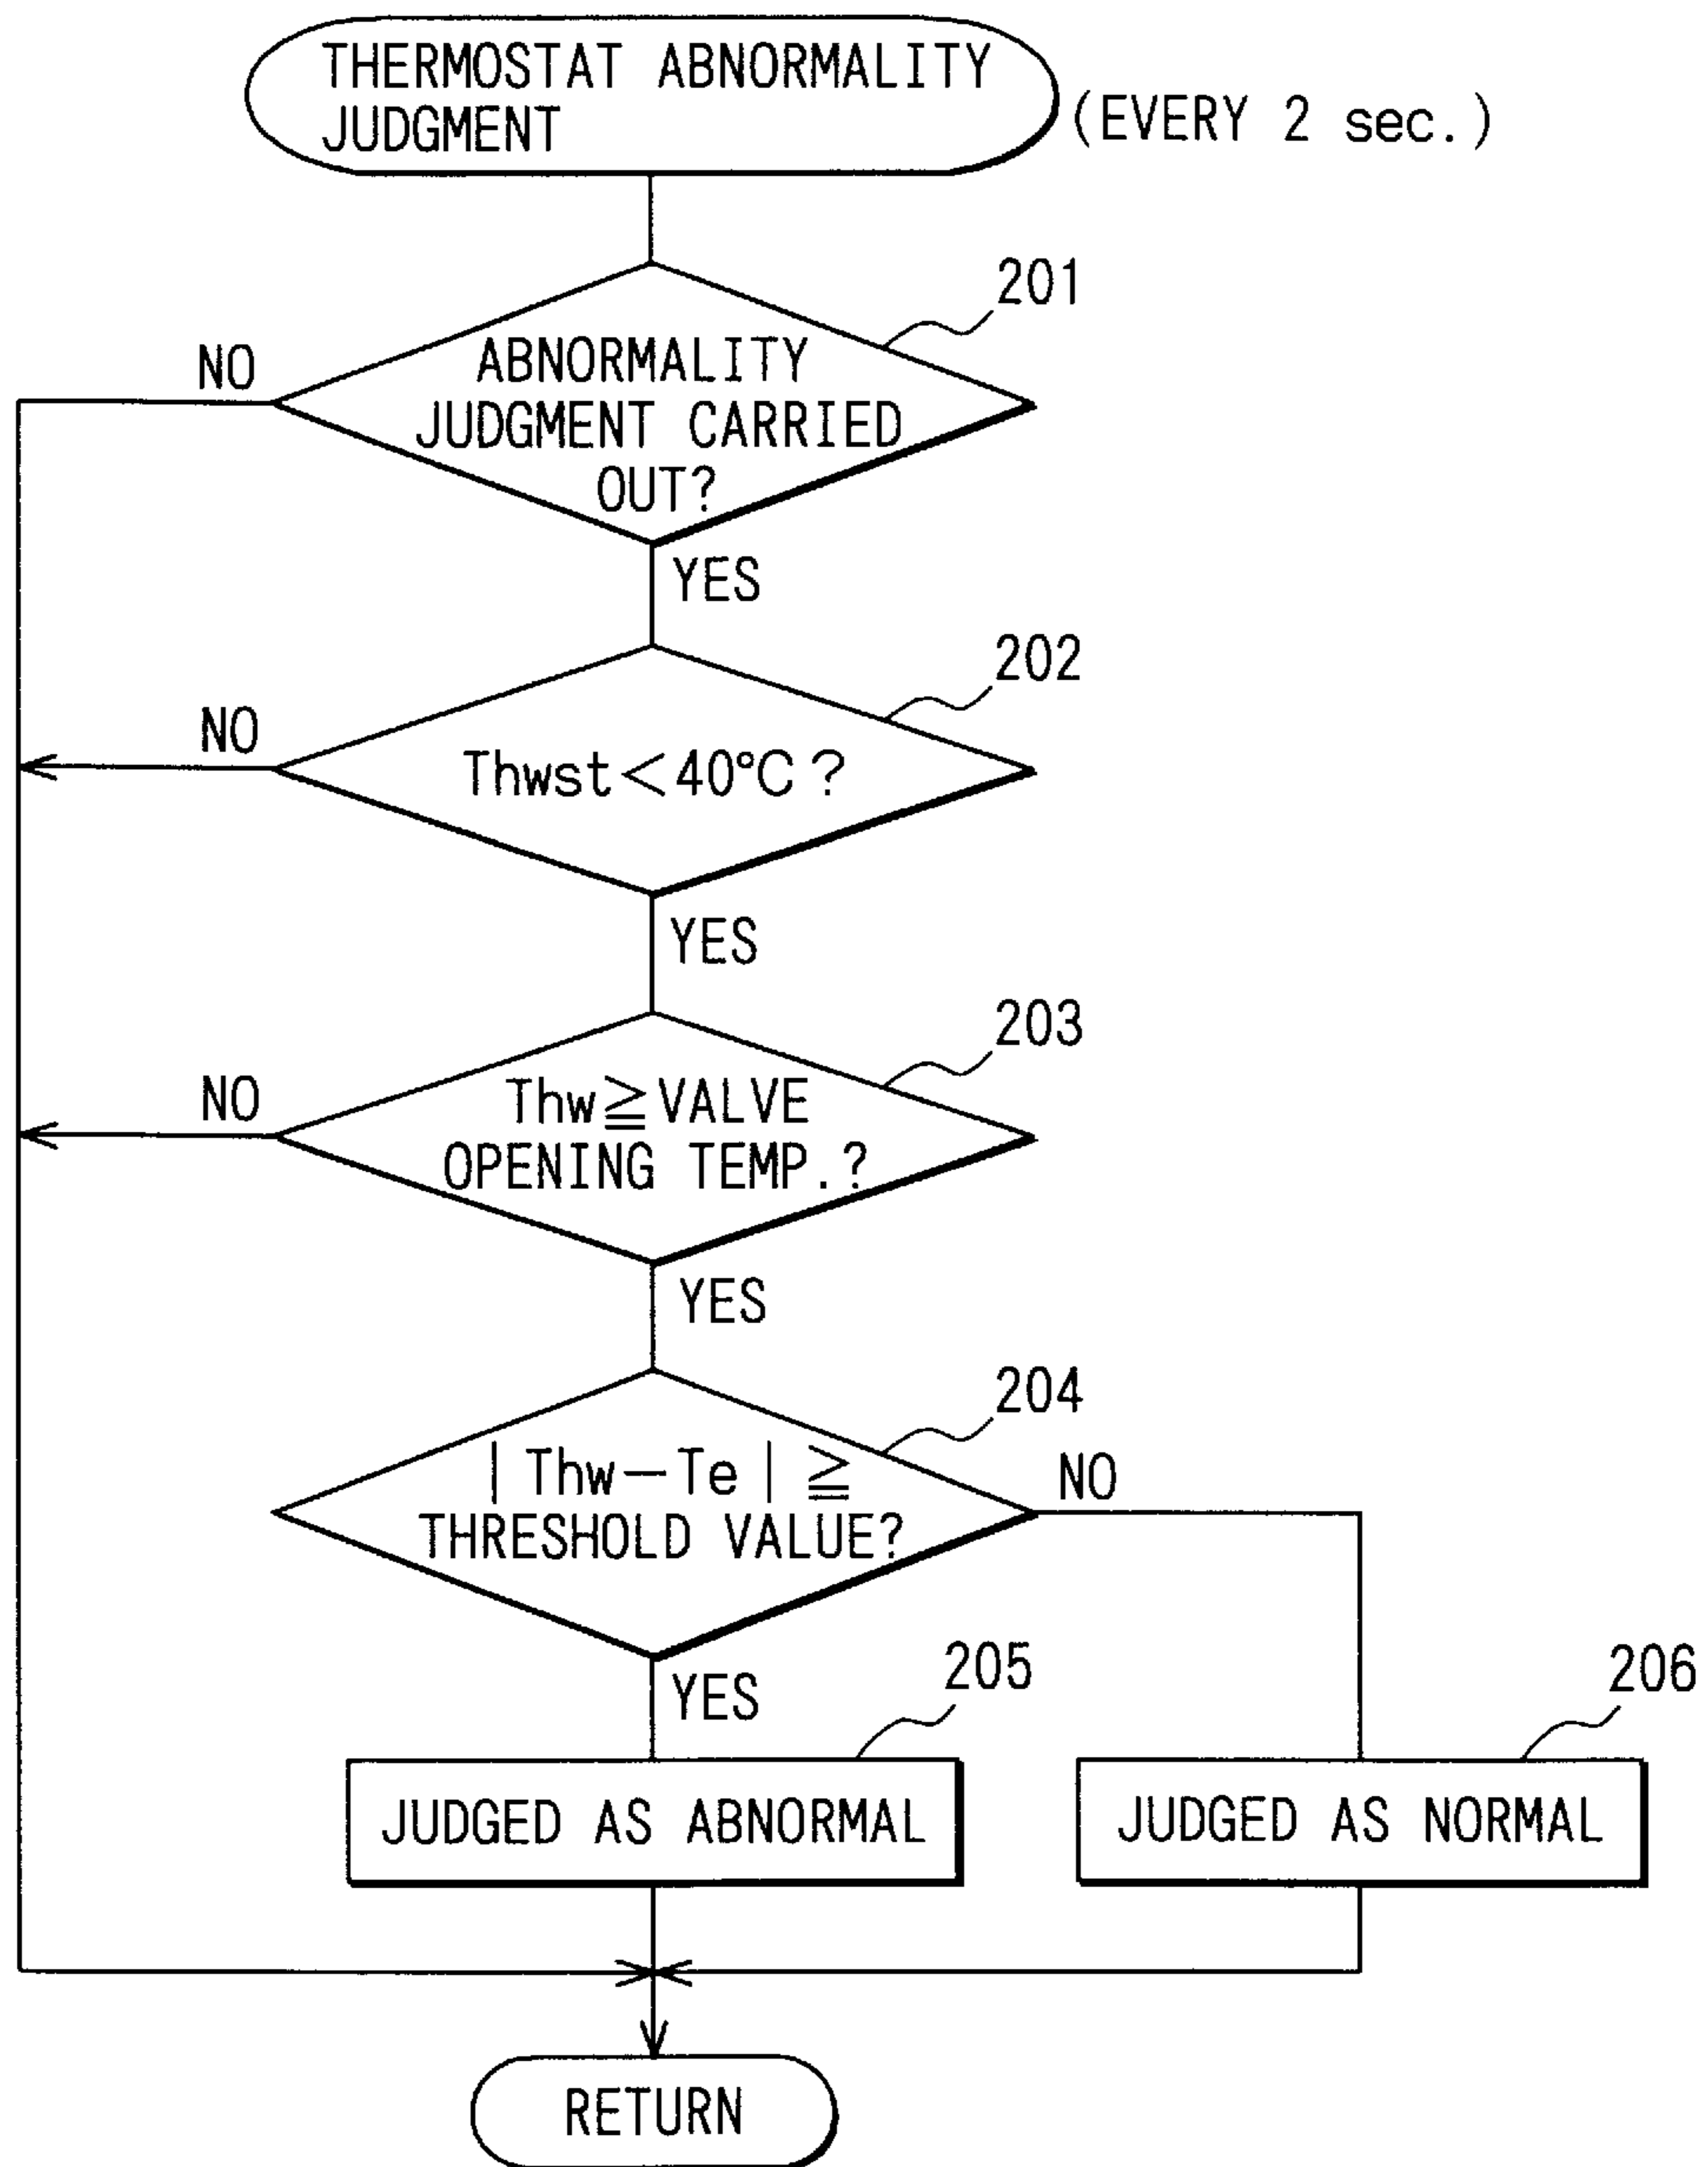 THERMOSTAT ABNORMALITY
JUDGMENT
(EVERY 2 sec.)
201
ABNORMALITY
JUDGMENT CARRIED
OUT?
NO
YES
202
Thwst<40°C?
NO
YES
203
Thw≧VALVE
OPENING TEMP.?
NO
YES
204
|Thw-Te|≧
THRESHOLD VALUE?
NO
YES
205
JUDGED AS ABNORMAL
206
JUDGED AS NORMAL
RETURN